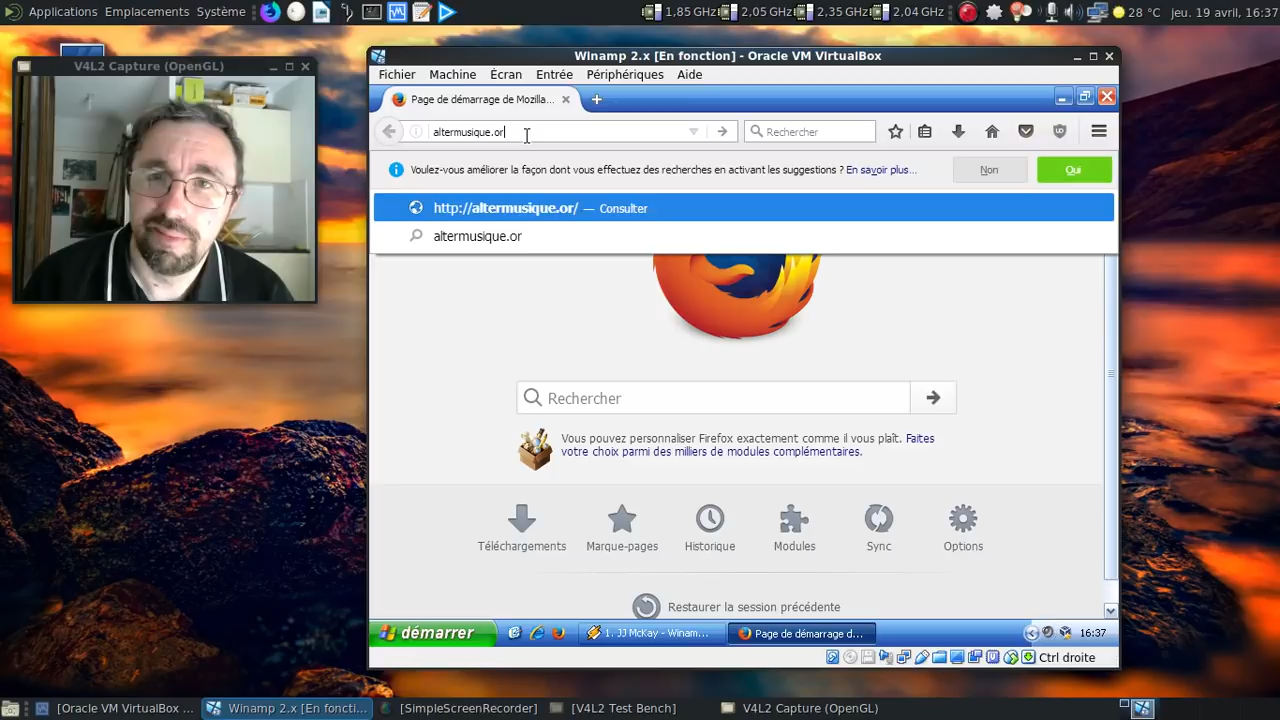 Applications Emplacements Système
1,85 GHz 2,05 GHz 2,35 GHz 2,04 GHz
28 °C jeu. 19 avril, 16:37
V4L2 Capture (OpenGL)
Winamp 2.x [En fonction] - Oracle VM VirtualBox
Fichier Machine Écran Entrée Périphériques Aide
Page de démarrage de Mozilla...
altermusique.or
Rechercher
Voulez-vous améliorer la façon dont vous effectuez des recherches en activant les suggestions ? En savoir plus...
Non
Oui
http://altermusique.or/ — Consulter
altermusique.or
Rechercher
Vous pouvez personnaliser Firefox exactement comme il vous plaît. Faites
votre choix parmi des milliers de modules complémentaires.
Téléchargements Marque-pages Historique Modules Sync Options
Restaurer la session précédente
démarrer
1. JJ McKay - Winam...
Page de démarrage d...
16:37
Ctrl droite
[Oracle VM VirtualBox ...
Winamp 2.x [En foncti...
[SimpleScreenRecorder]
[V4L2 Test Bench]
V4L2 Capture (OpenGL)